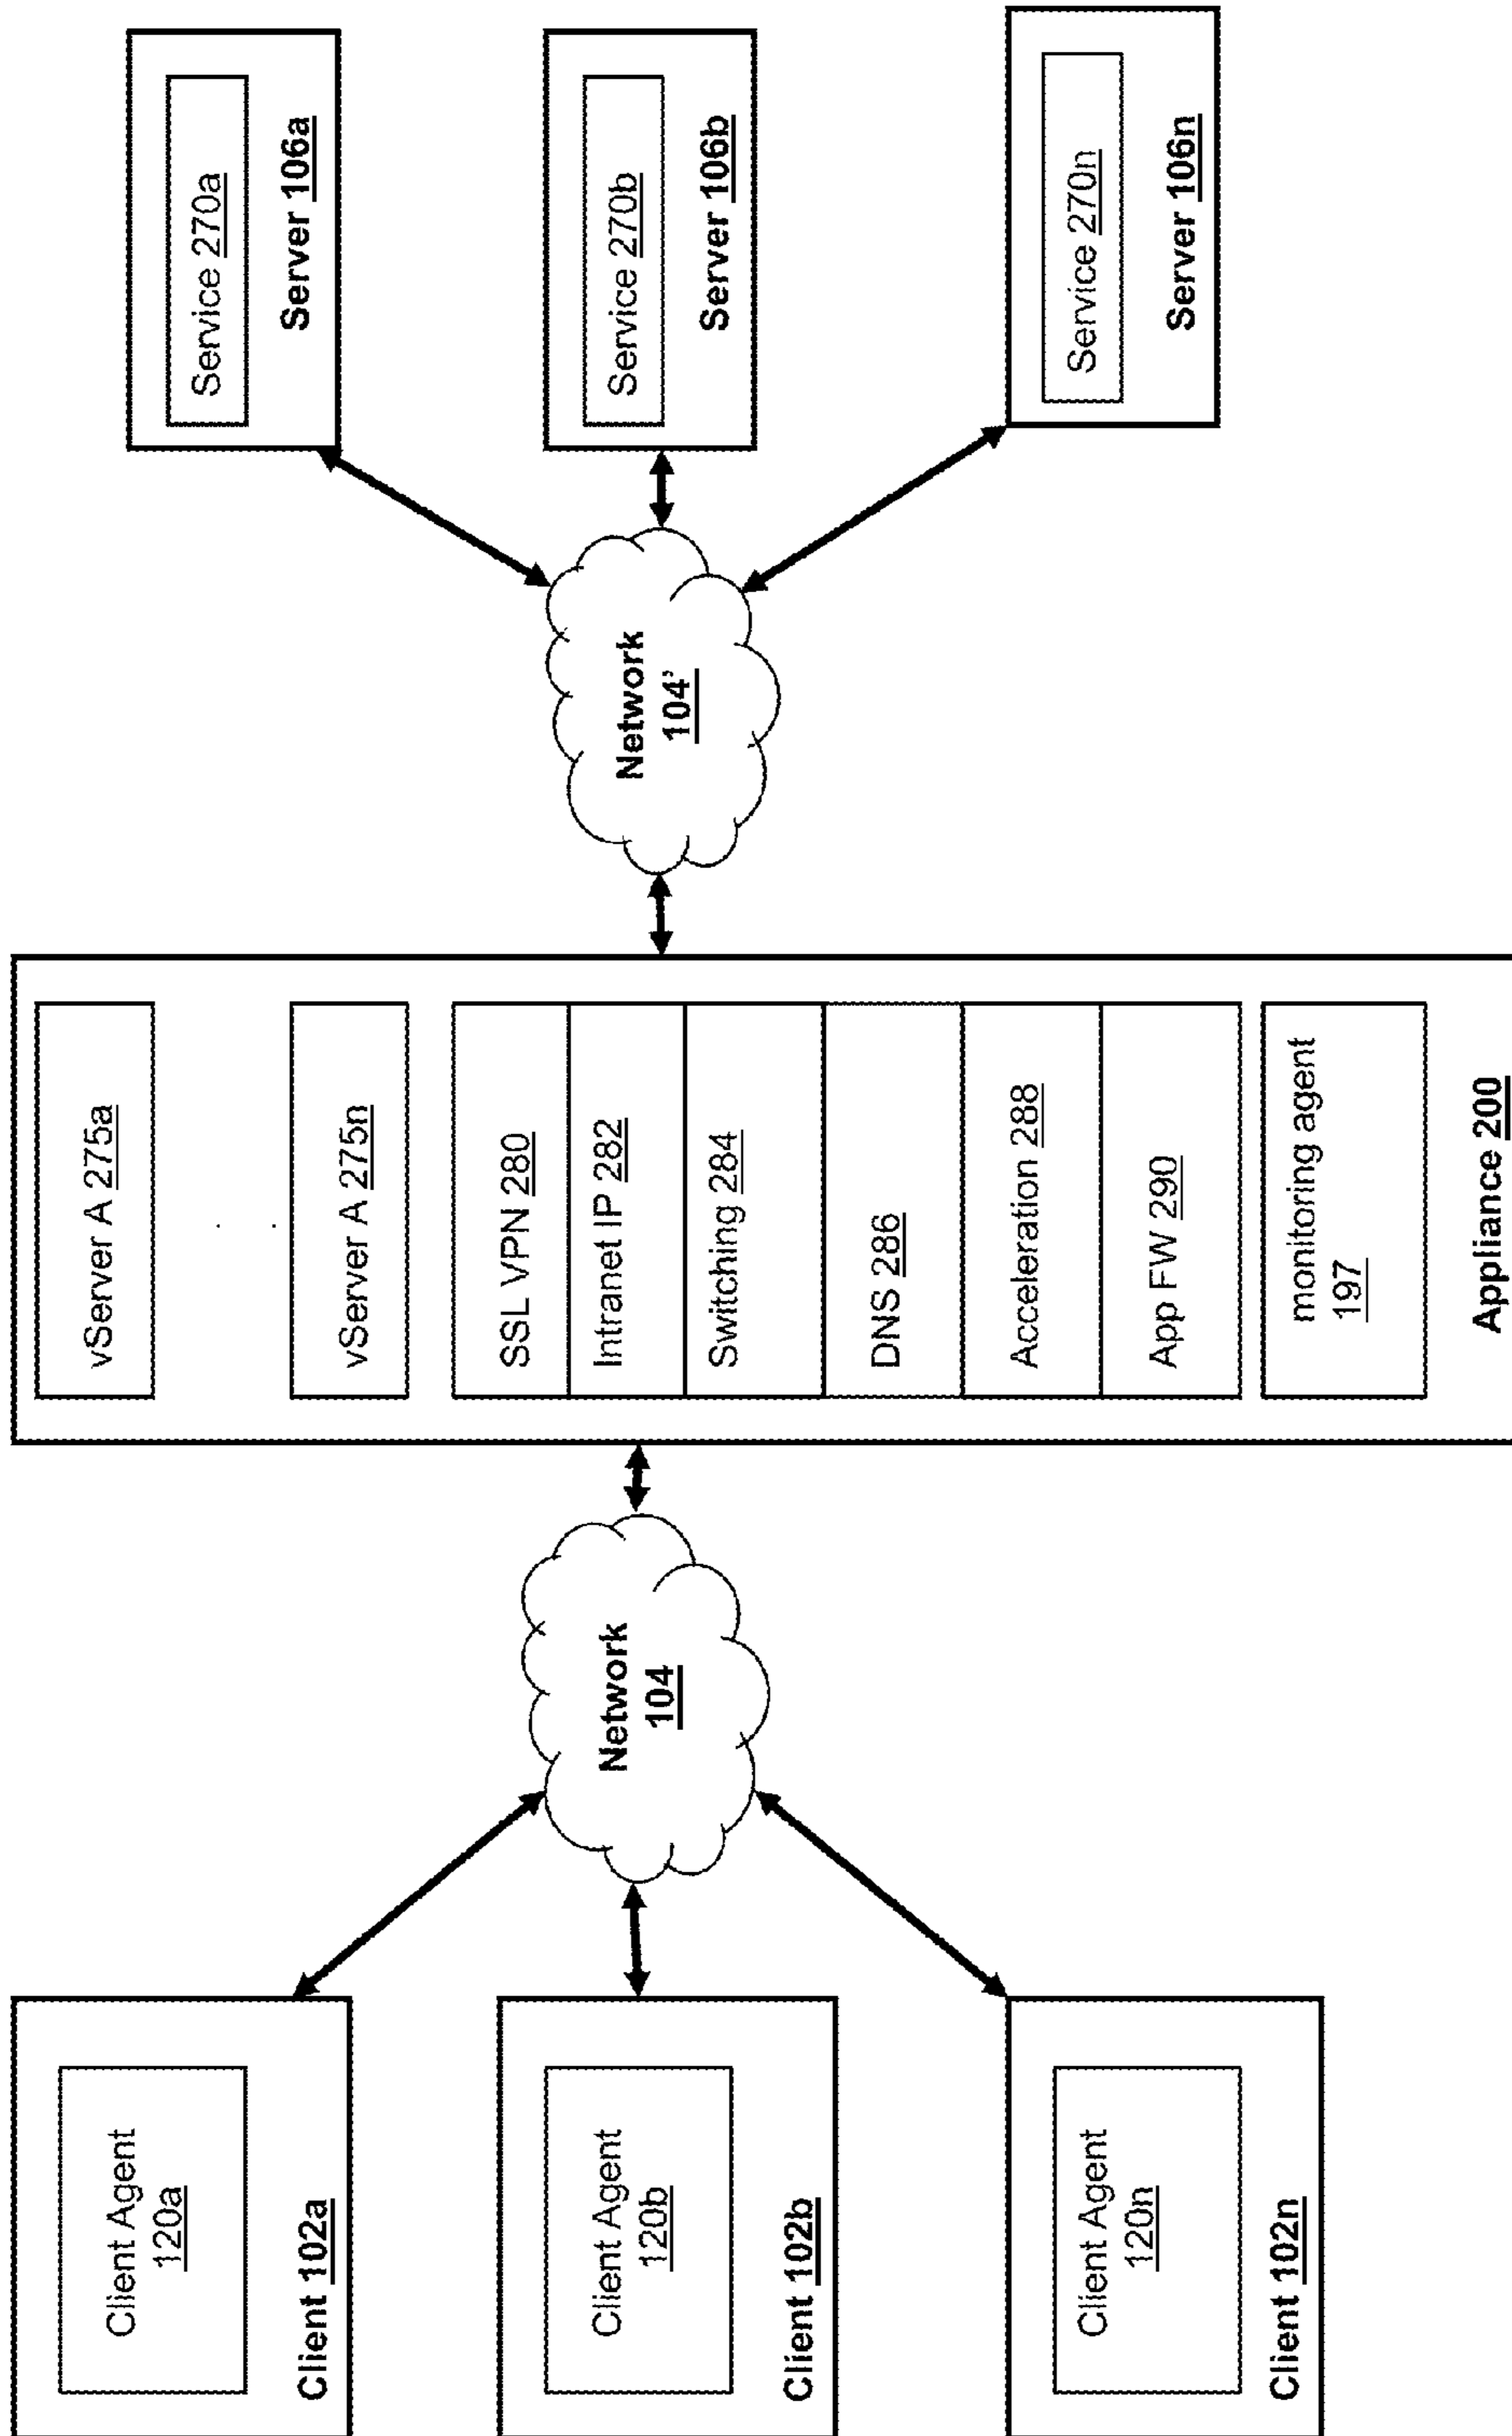 Client Agent
120a
Client 102a
Client Agent
120b
Client 102b
Client Agent
120n
Client 102n
Network
104
vServer A 275a
vServer A 275n
SSL VPN 280
Intranet IP 282
Switching 284
DNS 286
Acceleration 288
App FW 290
monitoring agent
197
Appliance 200
Network
104'
Service 270a
Server 106a
Service 270b
Server 106b
Service 270n
Server 106n